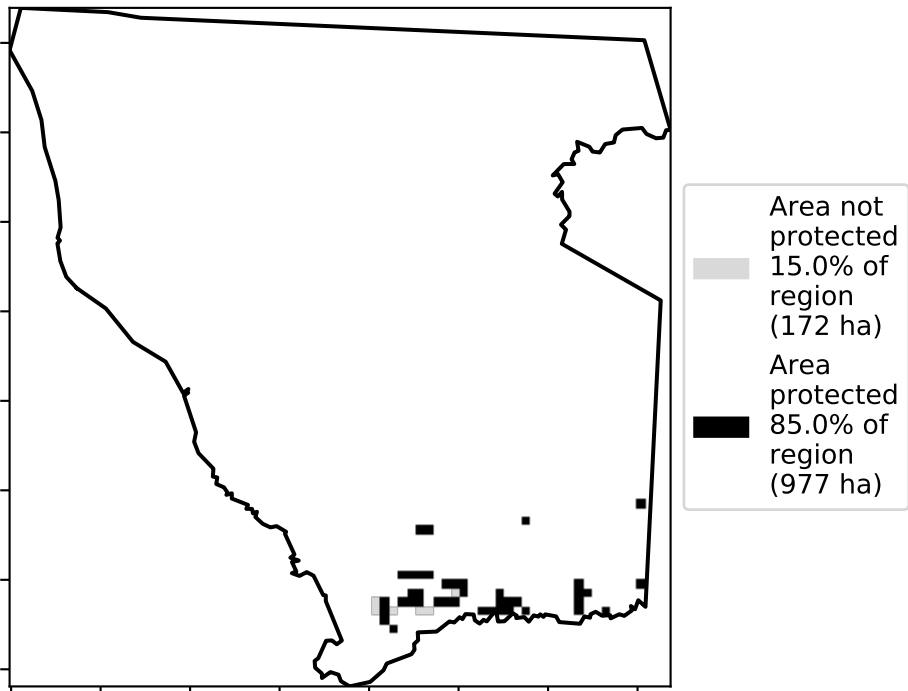 Area not
protected
15.0% of
region
(172 ha)
Area
protected
85.0% of
region
(977 ha)